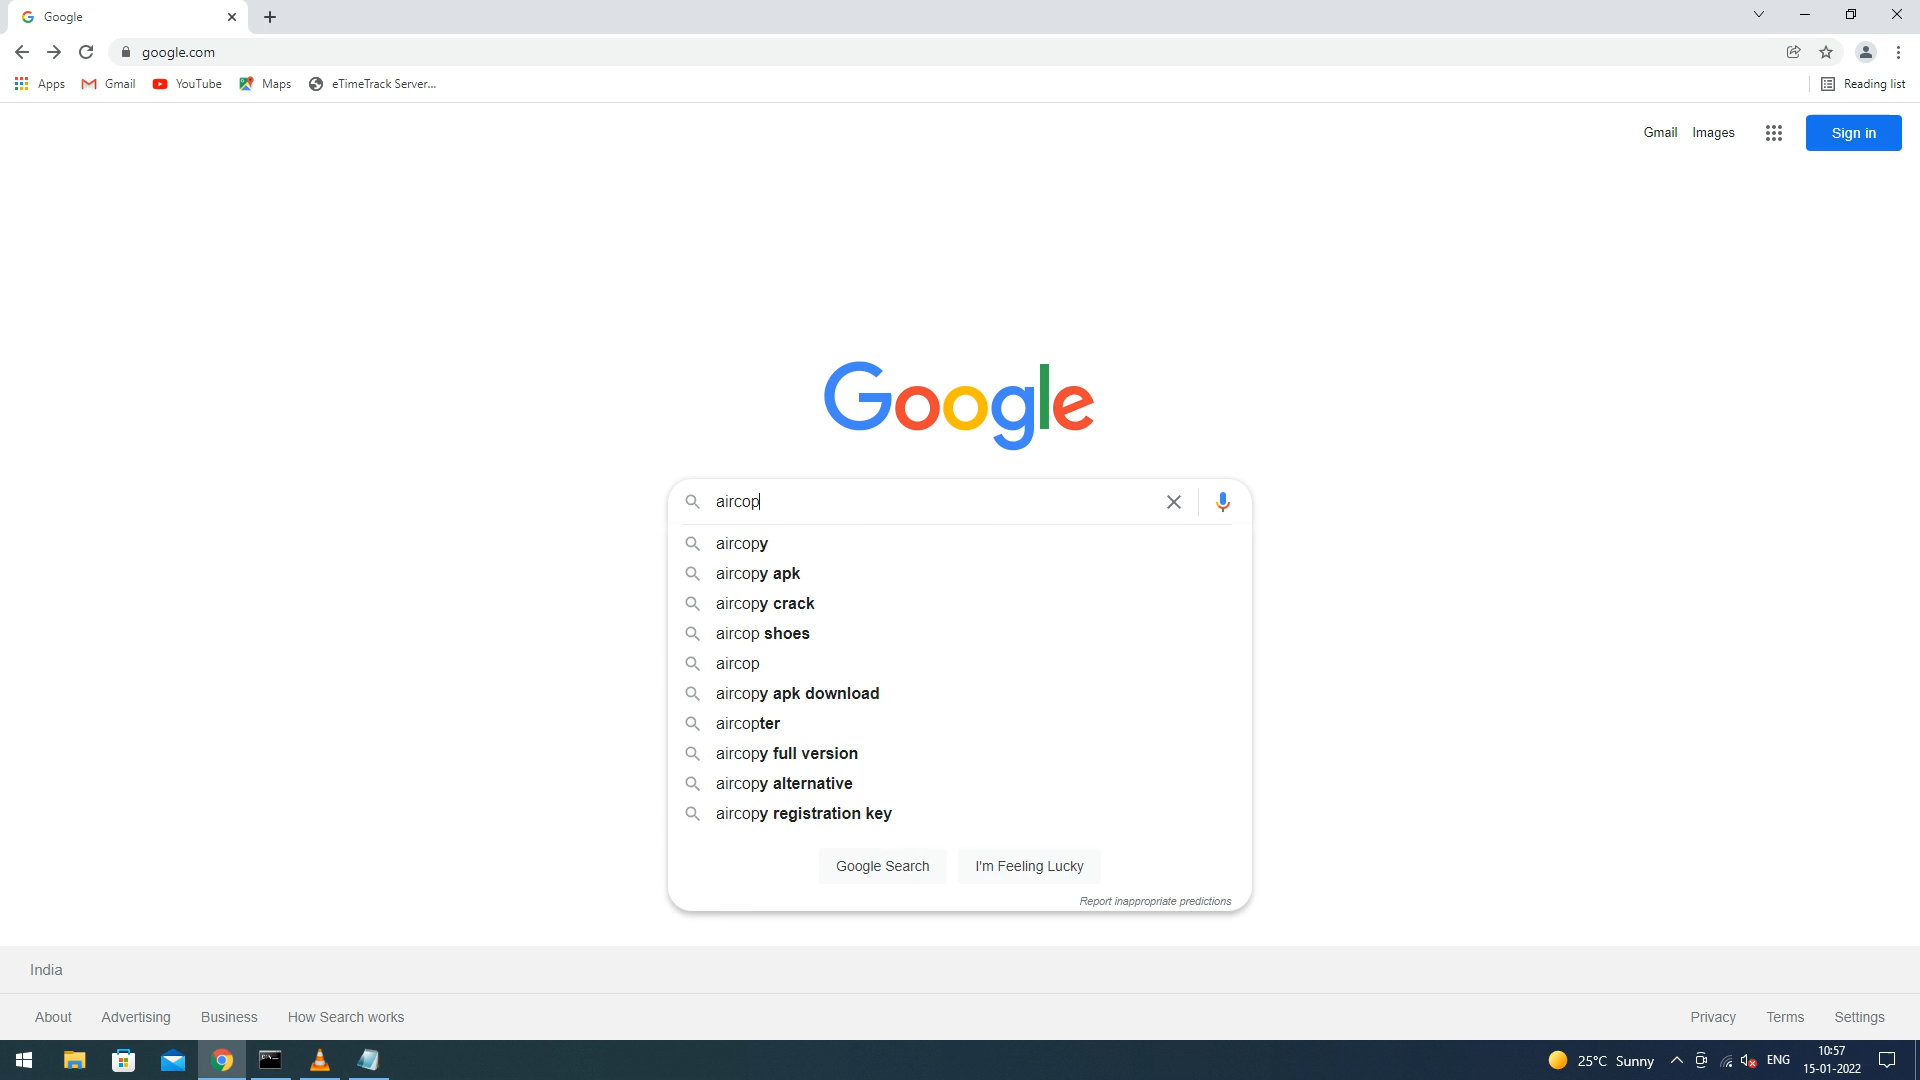 Google
google.com
Apps Gmail YouTube Maps eTimeTrack Server... Reading list
Gmail Images Sign in
Google
aircop
aircopy
aircopy apk
aircopy crack
aircop shoes
aircop
aircopy apk download
aircopter
aircopy full version
aircopy alternative
aircopy registration key
Google Search I'm Feeling Lucky
Report inappropriate predictions
India
About Advertising Business How Search works Privacy Terms Settings
25°C Sunny ENG 10:57
15-01-2022